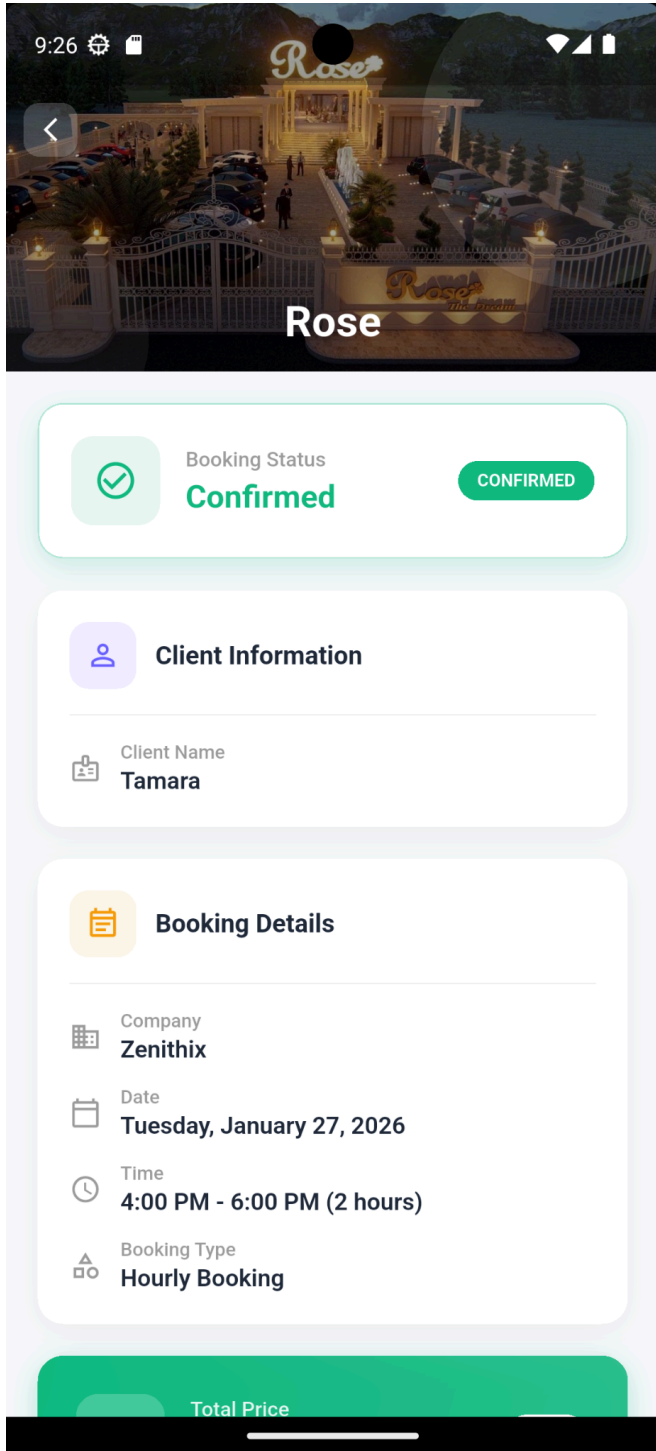 9:26
Rose
Rose
Rose
Booking Status
Confirmed
CONFIRMED
Client Information
Client Name
Tamara
Booking Details
Company
Zenithix
Date
Tuesday, January 27, 2026
Time
4:00 PM - 6:00 PM (2 hours)
Booking Type
Hourly Booking
Total Price